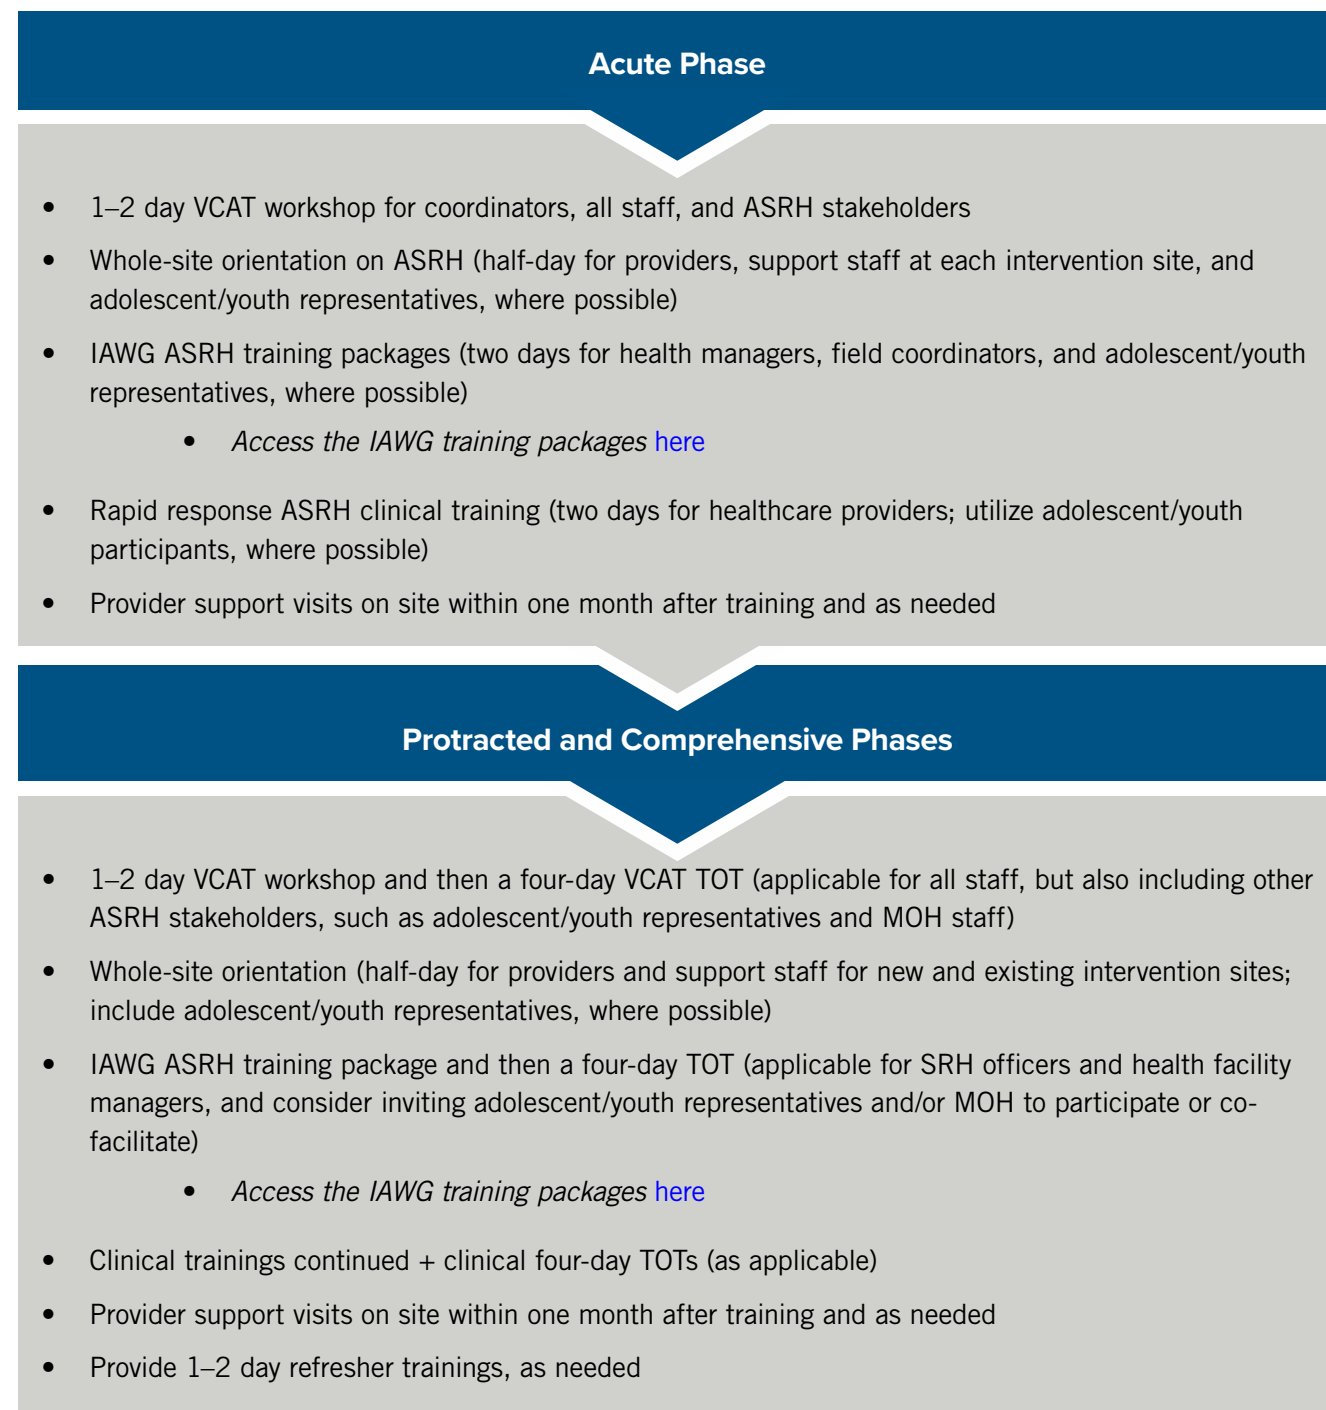 Acute Phase
• 1–2 day VCAT workshop for coordinators, all staff, and ASRH stakeholders
• Whole-site orientation on ASRH (half-day for providers, support staff at each intervention site, and
adolescent/youth representatives, where possible)
• IAWG ASRH training packages (two days for health managers, field coordinators, and adolescent/youth
representatives, where possible)
• Access the IAWG training packages here
• Rapid response ASRH clinical training (two days for healthcare providers; utilize adolescent/youth
participants, where possible)
• Provider support visits on site within one month after training and as needed
Protracted and Comprehensive Phases
• 1–2 day VCAT workshop and then a four-day VCAT TOT (applicable for all staff, but also including other
ASRH stakeholders, such as adolescent/youth representatives and MOH staff)
• Whole-site orientation (half-day for providers and support staff for new and existing intervention sites;
include adolescent/youth representatives, where possible)
• IAWG ASRH training package and then a four-day TOT (applicable for SRH officers and health facility
managers, and consider inviting adolescent/youth representatives and/or MOH to participate or co-
facilitate)
• Access the IAWG training packages here
• Clinical trainings continued + clinical four-day TOTs (as applicable)
• Provider support visits on site within one month after training and as needed
• Provide 1–2 day refresher trainings, as needed